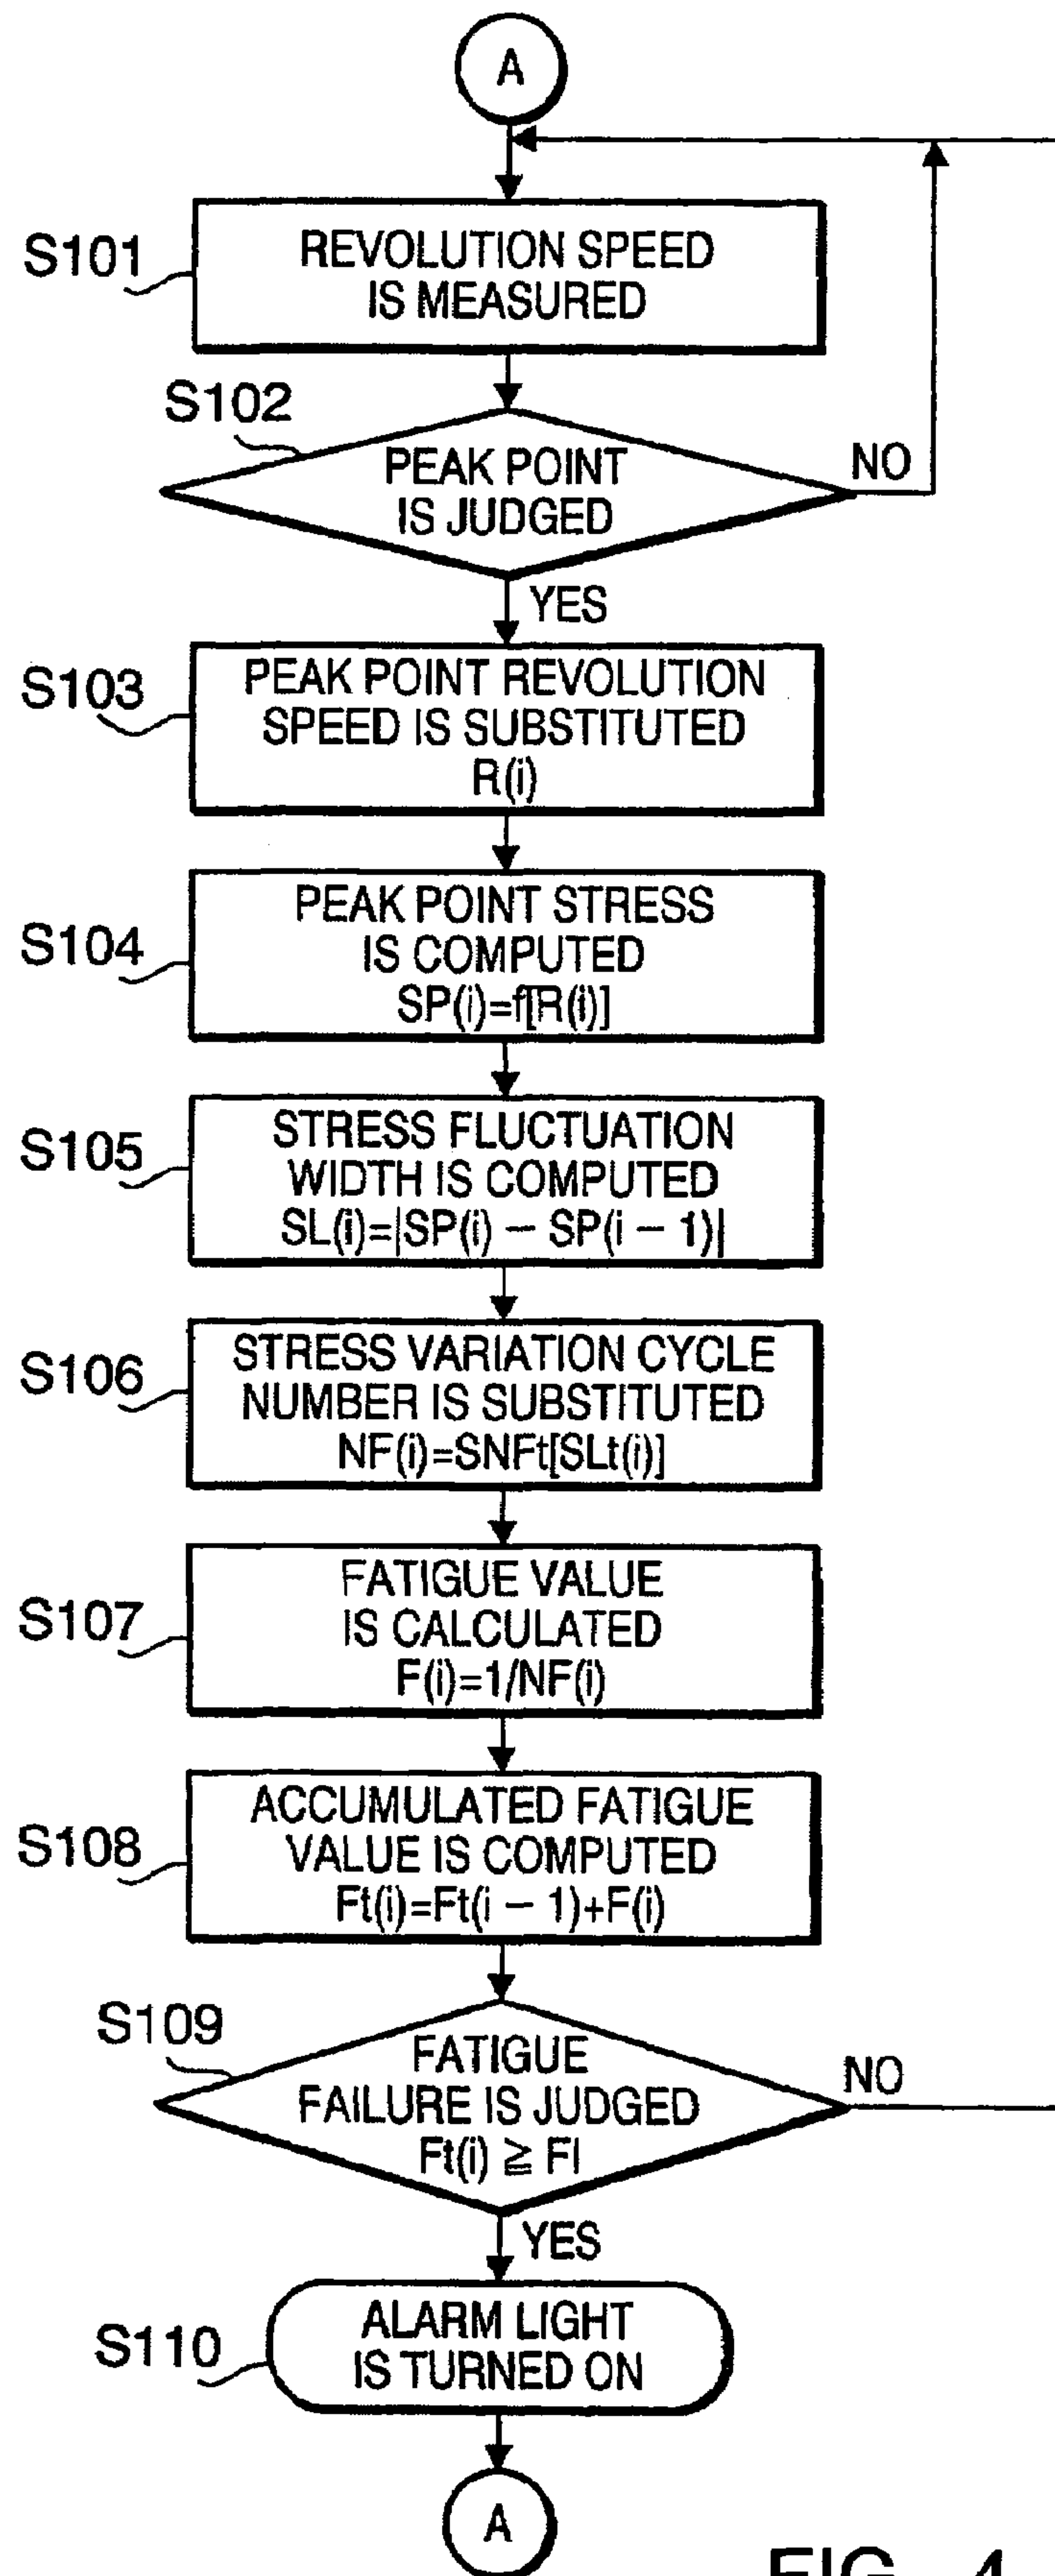 A
S101
REVOLUTION SPEED
IS MEASURED
S102
PEAK POINT
IS JUDGED
NO
YES
S103
PEAK POINT REVOLUTION
SPEED IS SUBSTITUTED
R(i)
S104
PEAK POINT STRESS
IS COMPUTED
SP(i)=f[R(i)]
S105
STRESS FLUCTUATION
WIDTH IS COMPUTED
SL(i)=|SP(i) – SP(i – 1)|
S106
STRESS VARIATION CYCLE
NUMBER IS SUBSTITUTED
NF(i)=SNFt[SLt(i)]
S107
FATIGUE VALUE
IS CALCULATED
F(i)=1/NF(i)
S108
ACCUMULATED FATIGUE
VALUE IS COMPUTED
Ft(i)=Ft(i – 1)+F(i)
S109
FATIGUE
FAILURE IS JUDGED
Ft(i) ≧ Fl
NO
YES
S110
ALARM LIGHT
IS TURNED ON
A
FIG. 4